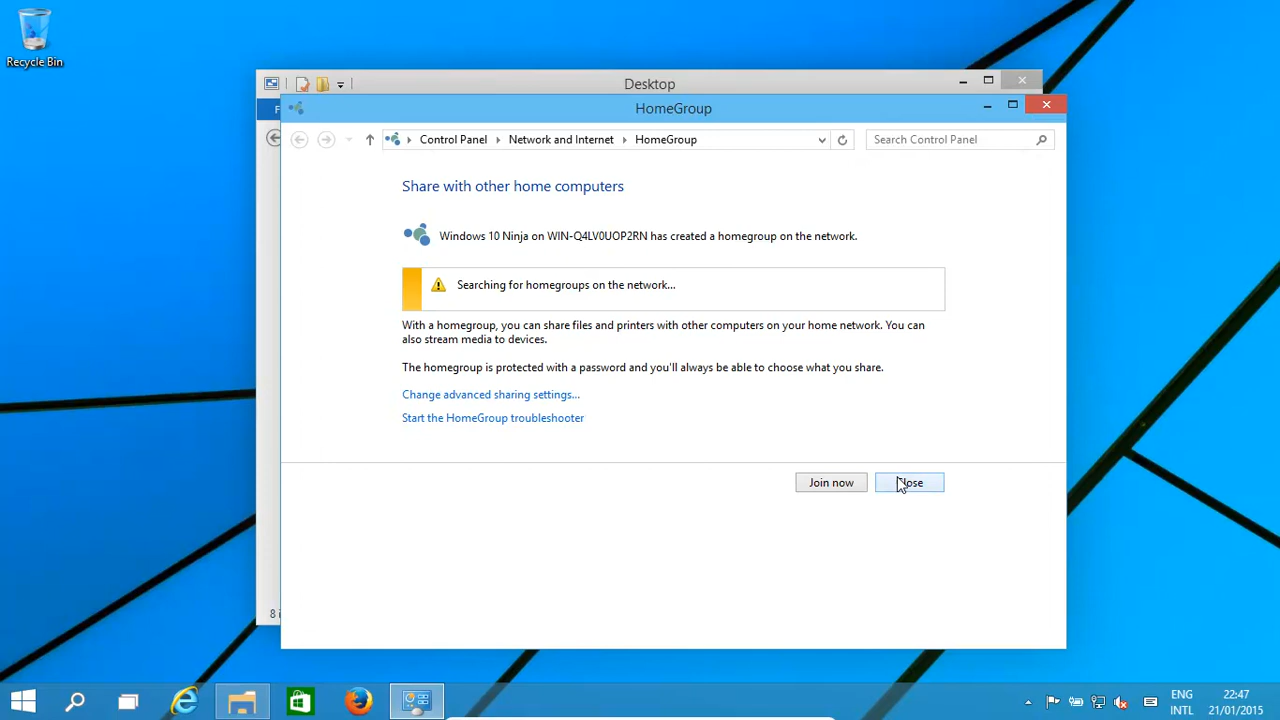 Recycle Bin
Desktop
HomeGroup
Control Panel
Network and Internet
HomeGroup
Search Control Panel
Share with other home computers
Windows 10 Ninja on WIN-Q4LV0UOP2RN has created a homegroup on the network.
Searching for homegroups on the network...
With a homegroup, you can share files and printers with other computers on your home network. You can
also stream media to devices.
The homegroup is protected with a password and you'll always be able to choose what you share.
Change advanced sharing settings...
Start the HomeGroup troubleshooter
Join now
Close
8 i
ENG
INTL
22:47
21/01/2015